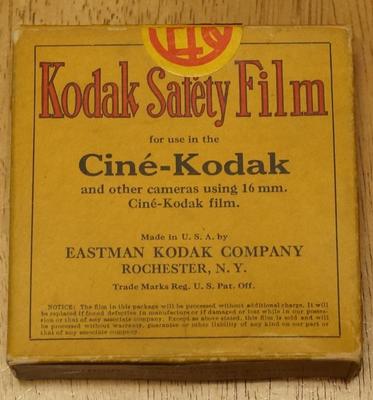 Kodak Safety Film
for use in the
Ciné-Kodak
and other cameras using 16 mm.
Ciné-Kodak film.
Made in U. S. A. by
EASTMAN KODAK COMPANY
ROCHESTER, N. Y.
Trade Marks Reg. U. S. Pat. Off.
NOTICE: The film in this package will be processed without additional charge. It will
be replaced if found defective in manufacture or if damaged or lost while in our posses-
sion or that of any associate company. Except as above stated, this film is sold and will
be processed without warranty, guarantee or other liability of any kind on our part or
that of any associate company.